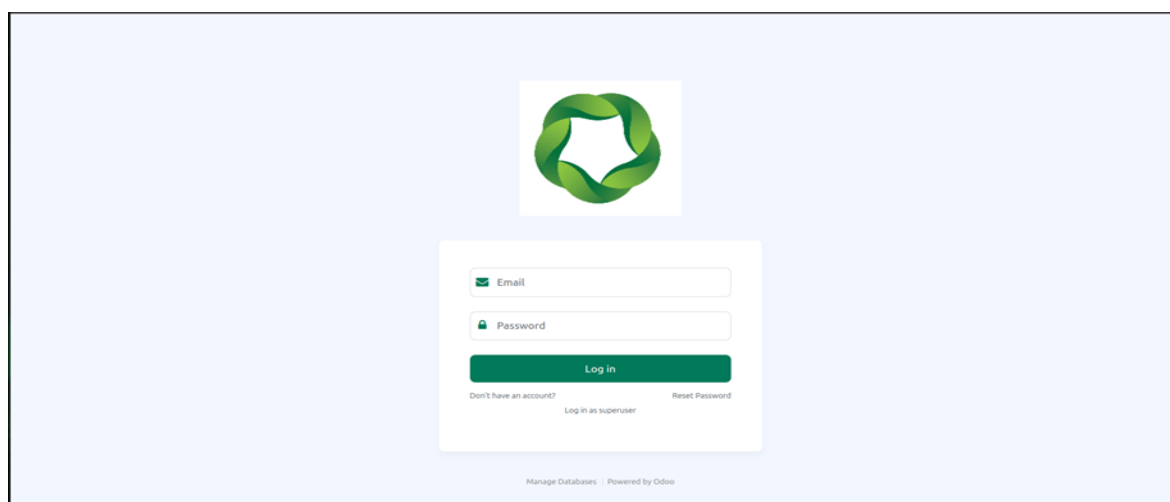 Email
Password
Log in
Don't have an account? Reset Password
Log in as superuser
Manage Databases | Powered by Odoo